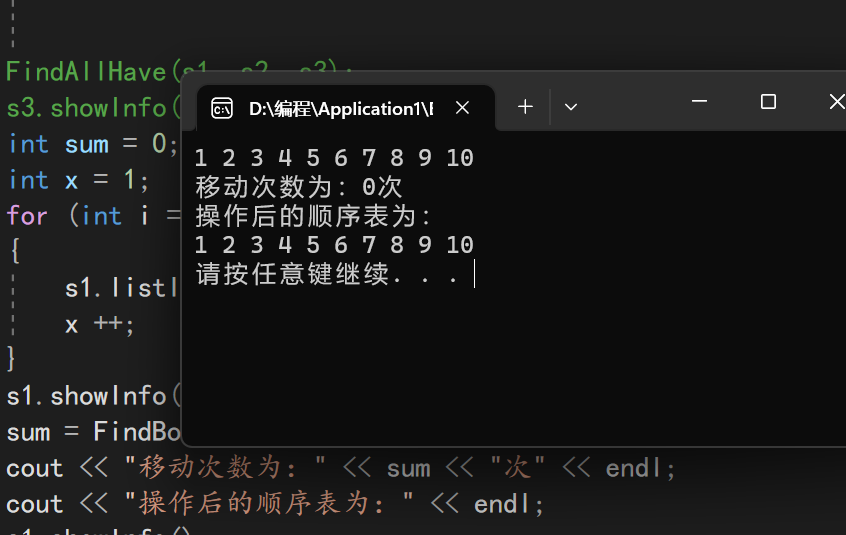 FindAllHave(s1, s2, s3);
s3.showInfo(
int sum = 0;
int x = 1;
for (int i =
{
s1.listI
x ++;
}
s1.showInfo(
sum = FindBo
cout << "移动次数为：" << sum << "次" << endl;
cout << "操作后的顺序表为：" << endl;
s1.showInfo()
D:\编程\Application1\
1 2 3 4 5 6 7 8 9 10
移动次数为：0次
操作后的顺序表为：
1 2 3 4 5 6 7 8 9 10
请按任意键继续. . .